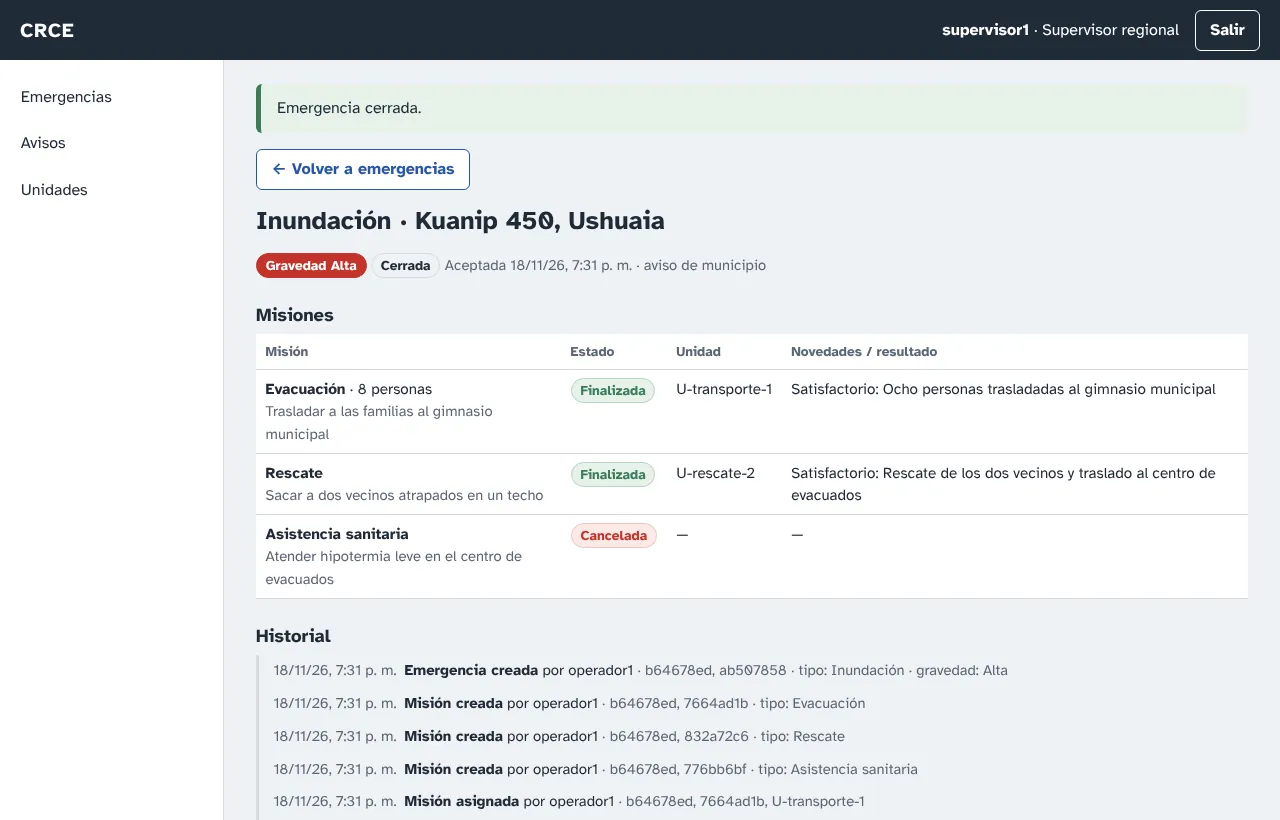 CRCE
supervisor1 · Supervisor regional
Salir
Emergencias
Avisos
Unidades
Emergencia cerrada.
← Volver a emergencias
Inundación · Kuanip 450, Ushuaia
Gravedad Alta Cerrada Aceptada 18/11/26, 7:31 p. m. · aviso de municipio
Misiones
Misión Estado Unidad Novedades / resultado
Evacuación · 8 personas Finalizada U-transporte-1 Satisfactorio: Ocho personas trasladadas al gimnasio municipal
Trasladar a las familias al gimnasio
municipal
Rescate Finalizada U-rescate-2 Satisfactorio: Rescate de los dos vecinos y traslado al centro de
Sacar a dos vecinos atrapados en un techo evacuados
Asistencia sanitaria Cancelada — —
Atender hipotermia leve en el centro de
evacuados
Historial
18/11/26, 7:31 p. m. Emergencia creada por operador1 · b64678ed, ab507858 · tipo: Inundación · gravedad: Alta
18/11/26, 7:31 p. m. Misión creada por operador1 · b64678ed, 7664ad1b · tipo: Evacuación
18/11/26, 7:31 p. m. Misión creada por operador1 · b64678ed, 832a72c6 · tipo: Rescate
18/11/26, 7:31 p. m. Misión creada por operador1 · b64678ed, 776bb6bf · tipo: Asistencia sanitaria
18/11/26, 7:31 p. m. Misión asignada por operador1 · b64678ed, 7664ad1b, U-transporte-1